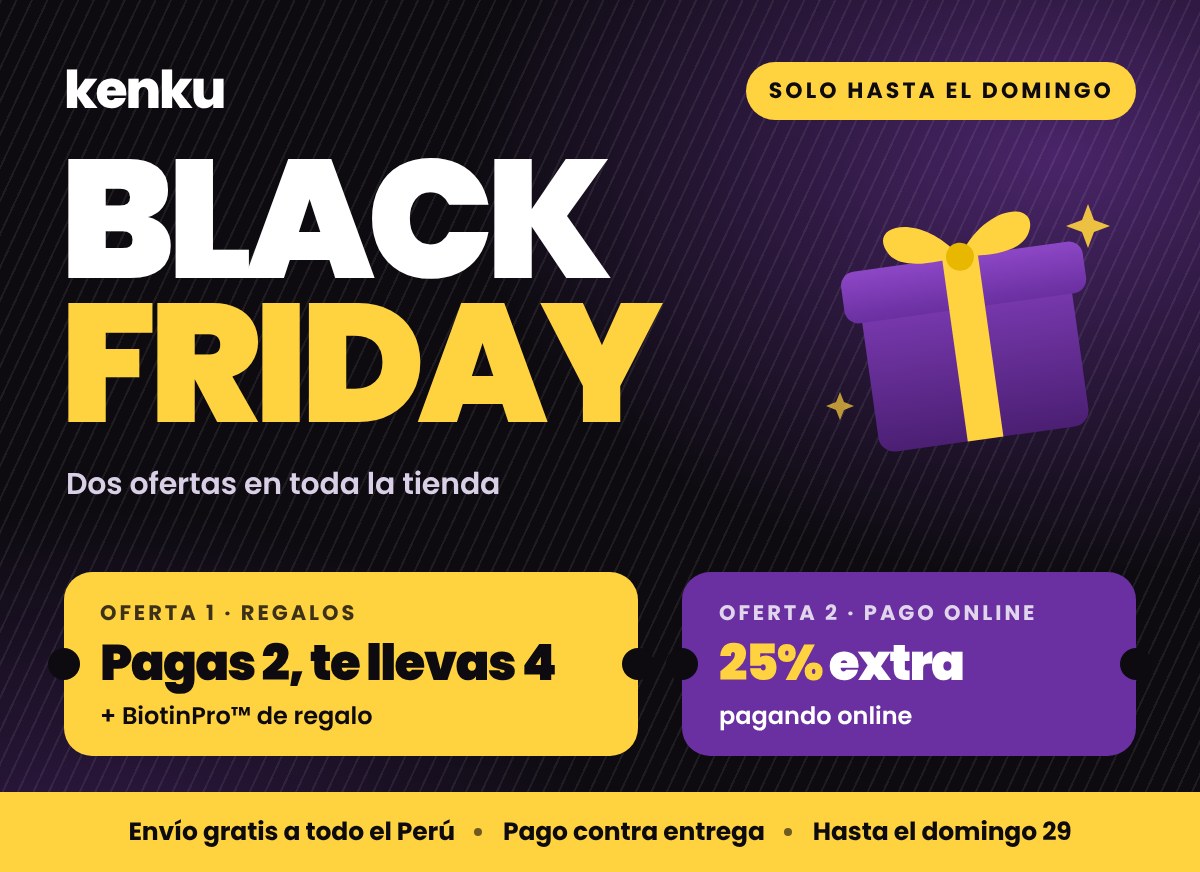 kenku
SOLO HASTA EL DOMINGO
BLACK
FRIDAY
Dos ofertas en toda la tienda
OFERTA 1 · REGALOS
Pagas 2, te llevas 4
+ BiotinPro™ de regalo
OFERTA 2 · PAGO ONLINE
25% extra
pagando online
Envío gratis a todo el Perú • Pago contra entrega • Hasta el domingo 29